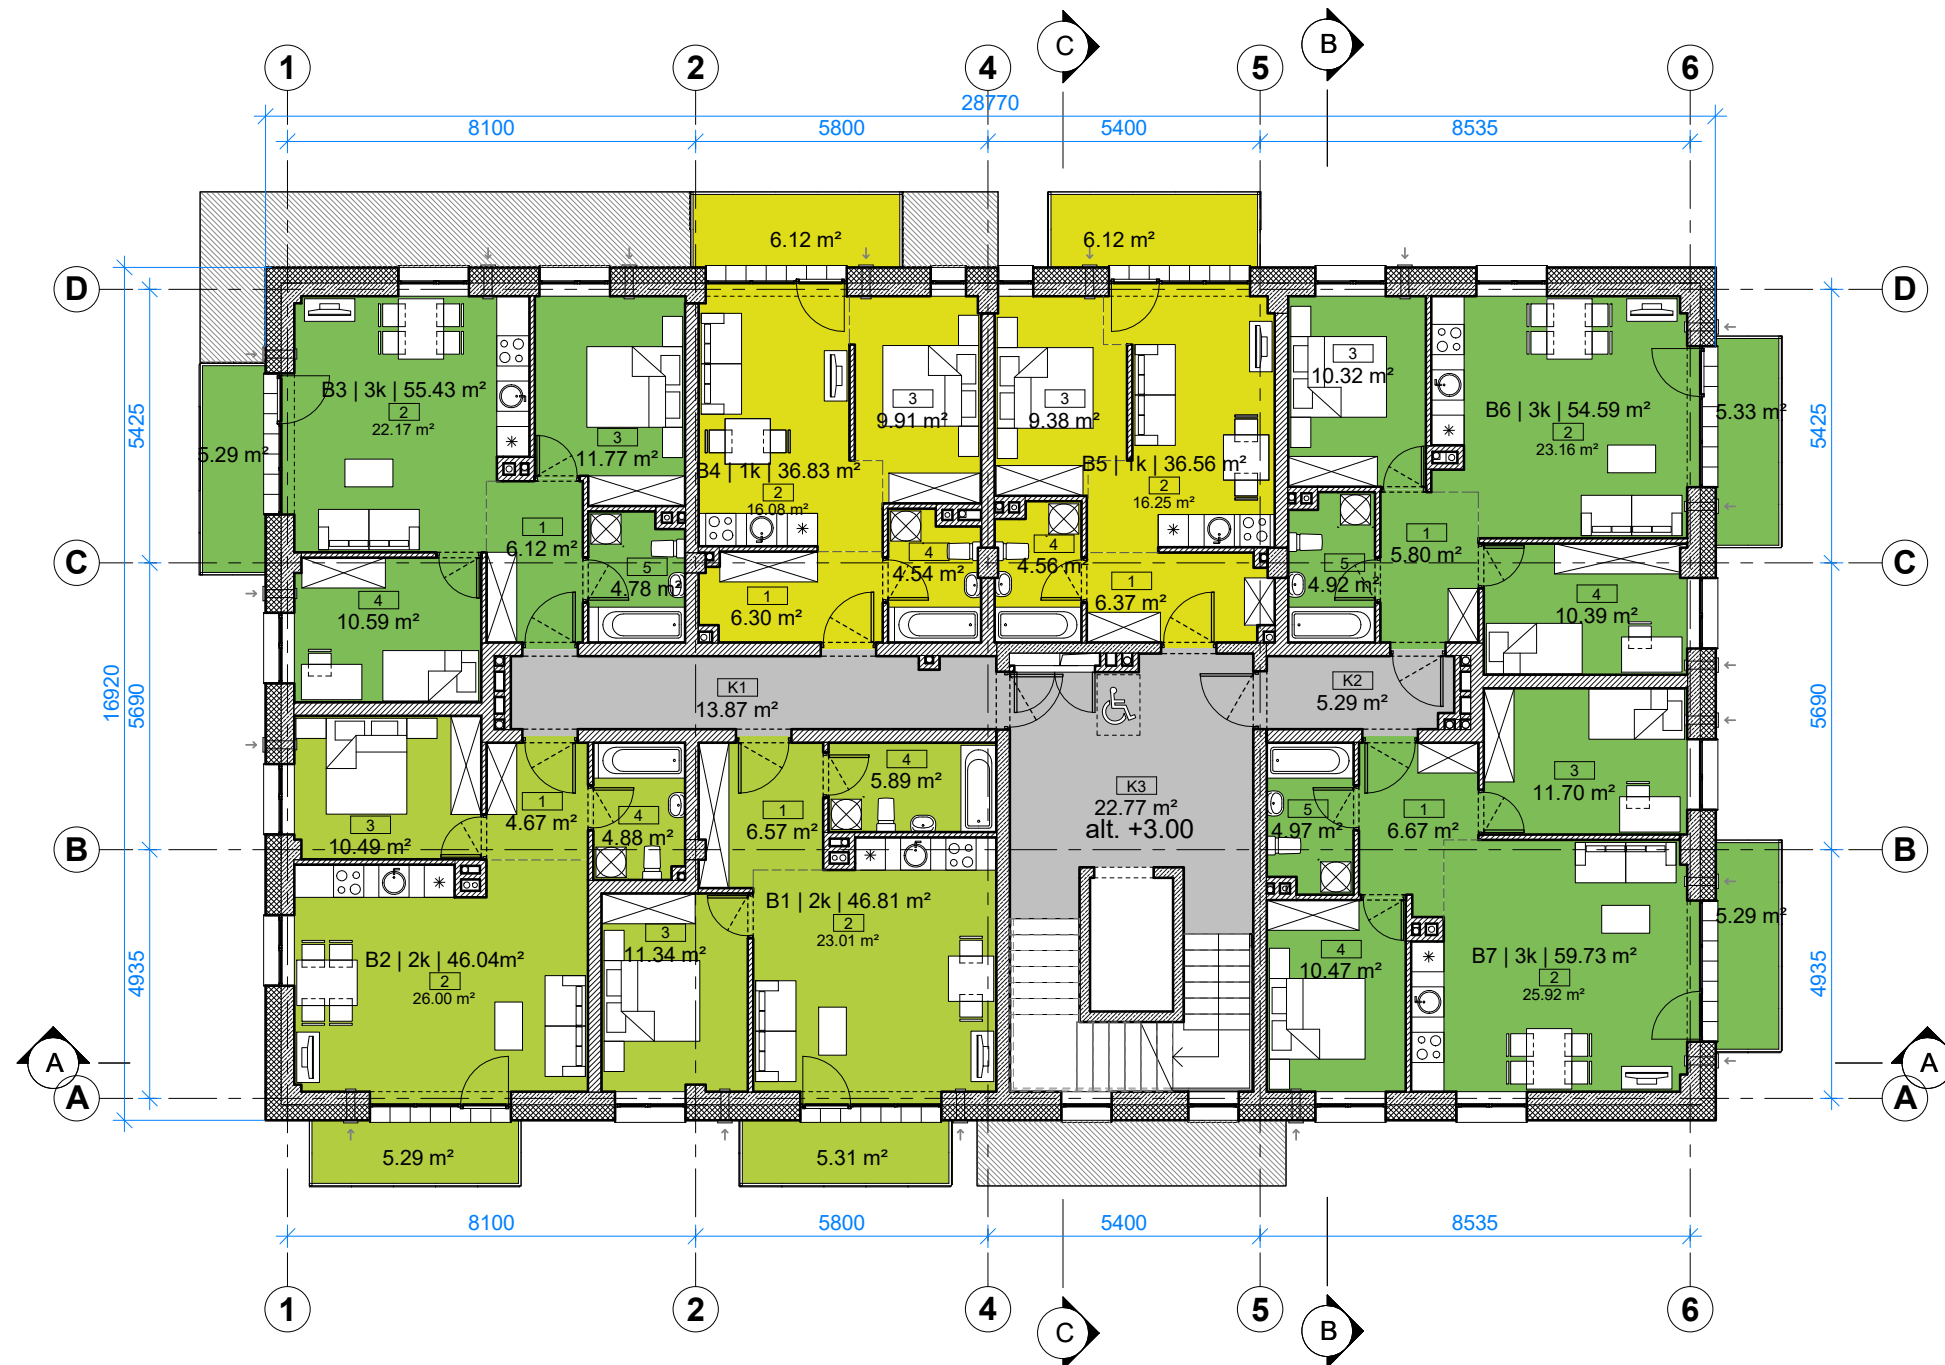 C
B
1
2
4
5
6
28770
8100
5800
5400
8535
6.12 m²
6.12 m²
D
D
B3 | 3k | 55.43 m²
2
22.17 m²
3
11.77 m²
5.29 m²
1
6.12 m²
5
4.78 m²
4
10.59 m²
B4 | 1k | 36.83 m²
2
16.08 m²
3
9.91 m²
4
4.54 m²
1
6.30 m²
3
9.38 m²
B5 | 1k | 36.56 m²
2
16.25 m²
4
4.56 m²
1
6.37 m²
3
10.32 m²
B6 | 3k | 54.59 m²
2
23.16 m²
5.33 m²
1
5.80 m²
5
4.92 m²
4
10.39 m²
5425
5425
C
C
16920
5690
5690
K1
13.87 m²
K2
5.29 m²
K3
22.77 m²
alt. +3.00
3
10.49 m²
1
4.67 m²
4
4.88 m²
B2 | 2k | 46.04m²
2
26.00 m²
1
6.57 m²
4
5.89 m²
B1 | 2k | 46.81 m²
2
23.01 m²
3
11.34 m²
5
4.97 m²
1
6.67 m²
3
11.70 m²
4
10.47 m²
B7 | 3k | 59.73 m²
2
25.92 m²
5.29 m²
B
B
4935
4935
A
A
A
A
5.29 m²
5.31 m²
8100
5800
5400
8535
1
2
4
5
6
C
B